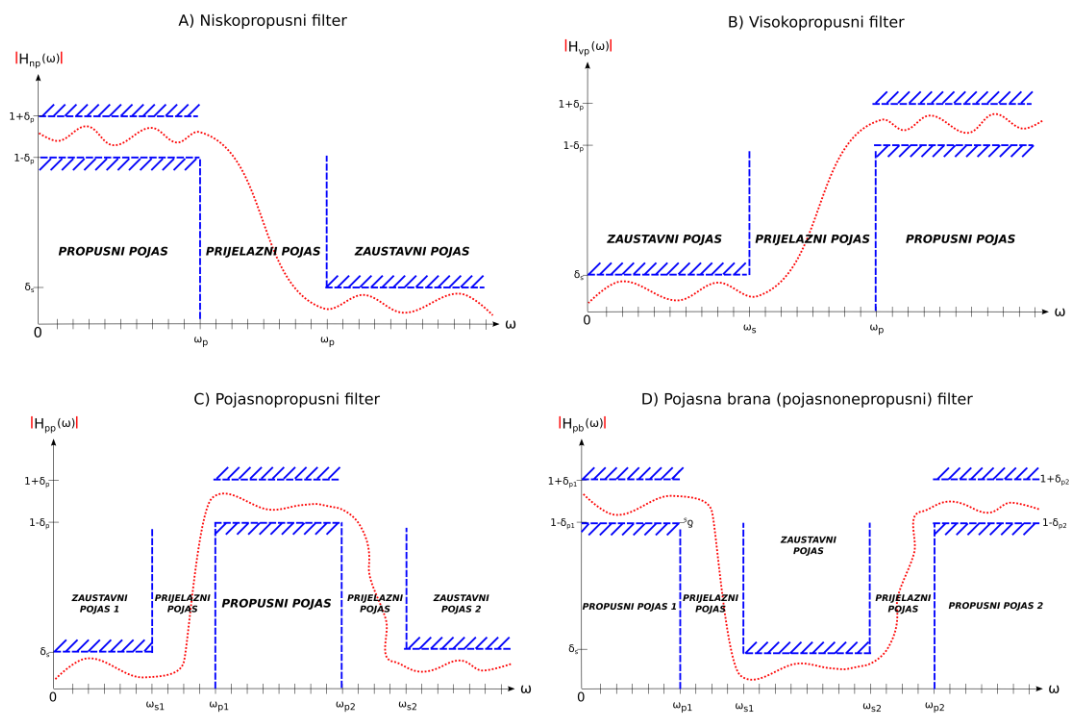 A) Niskopropusni filter
|Hnp(ω)|
1+δp
1-δp
PROPUSNI POJAS
PRIJELAZNI POJAS
ZAUSTAVNI POJAS
δs
0
ωp
ωp
ω
B) Visokopropusni filter
|Hvp(ω)|
1+δp
1-δp
ZAUSTAVNI POJAS
PRIJELAZNI POJAS
PROPUSNI POJAS
δs
0
ωs
ωp
ω
C) Pojasnopropusni filter
|Hpp(ω)|
1+δp
1-δp
ZAUSTAVNI
POJAS 1
PRIJELAZNI
POJAS
PROPUSNI POJAS
PRIJELAZNI
POJAS
ZAUSTAVNI
POJAS 2
δs
0
ωs1
ωp1
ωp2
ωs2
ω
D) Pojasna brana (pojasnonepropusni) filter
|Hpb(ω)|
1+δp1
1+δp2
1-δp1
1-δp2
ZAUSTAVNI
POJAS
PROPUSNI POJAS 1
PRIJELAZNI
POJAS
PRIJELAZNI
POJAS
PROPUSNI POJAS 2
δs
0
ωp1
ωs1
ωs2
ωp2
ω